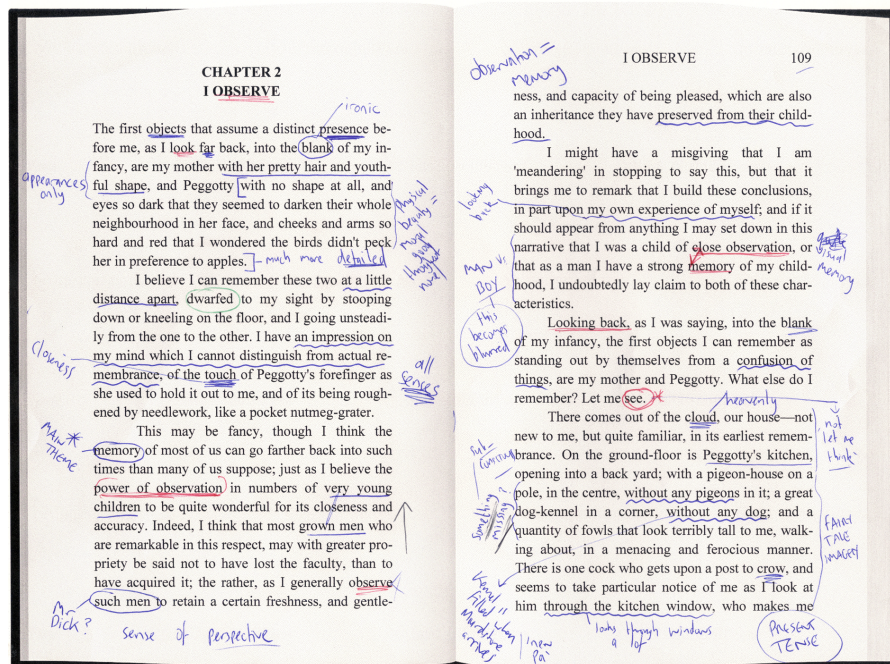 CHAPTER 2
I OBSERVE
ironic
The first objects that assume a distinct presence be-
fore me, as I look far back, into the blank of my in-
fancy, are my mother with her pretty hair and youth-
ful shape, and Peggotty with no shape at all, and
eyes so dark that they seemed to darken their whole
neighbourhood in her face, and cheeks and arms so
hard and red that I wondered the birds didn't peck
her in preference to apples.
- much more detailed
appearances
only
physical
beauty =
moral
good
throughout
novel
I believe I can remember these two at a little
distance apart, dwarfed to my sight by stooping
down or kneeling on the floor, and I going unsteadi-
ly from the one to the other. I have an impression on
my mind which I cannot distinguish from actual re-
membrance, of the touch of Peggotty's forefinger as
she used to hold it out to me, and of its being rough-
ened by needlework, like a pocket nutmeg-grater.
closeness
all
senses
This may be fancy, though I think the
memory of most of us can go farther back into such
times than many of us suppose; just as I believe the
power of observation in numbers of very young
children to be quite wonderful for its closeness and
accuracy. Indeed, I think that most grown men who
are remarkable in this respect, may with greater pro-
priety be said not to have lost the faculty, than to
have acquired it; the rather, as I generally observe
such men to retain a certain freshness, and gentle-
MAIN *
THEME
Mr
Dick?
sense of perspective
observation =
memory
I OBSERVE 109
ness, and capacity of being pleased, which are also
an inheritance they have preserved from their child-
hood.
I might have a misgiving that I am
'meandering' in stopping to say this, but that it
brings me to remark that I build these conclusions,
in part upon my own experience of myself; and if it
should appear from anything I may set down in this
narrative that I was a child of close observation, or
that as a man I have a strong memory of my child-
hood, I undoubtedly lay claim to both of these char-
acteristics.
looking
back
MAN vs
BOY
this
becomes
blurred
visual
memory
Looking back, as I was saying, into the blank
of my infancy, the first objects I can remember as
standing out by themselves from a confusion of
things, are my mother and Peggotty. What else do I
remember? Let me see.
heavenly
There comes out of the cloud, our house—not
new to me, but quite familiar, in its earliest remem-
brance. On the ground-floor is Peggotty's kitchen,
opening into a back yard; with a pigeon-house on a
pole, in the centre, without any pigeons in it; a great
dog-kennel in a corner, without any dog; and a
quantity of fowls that look terribly tall to me, walk-
ing about, in a menacing and ferocious manner.
There is one cock who gets upon a post to crow, and
seems to take particular notice of me as I look at
him through the kitchen window, who makes me
not
let me
think
sub-
conscious
something
missing
FAIRY
TALE
IMAGERY
Kennel
filled when
Murdstone
arrives
looks through windows
a lot
PRESENT
TENSE